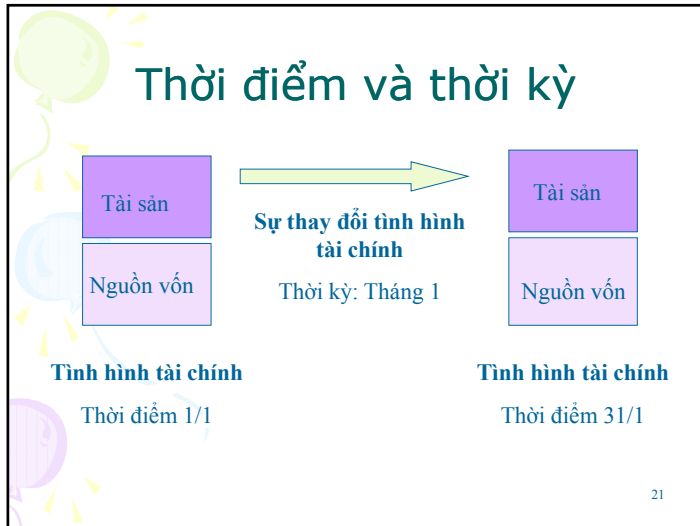 Thời điểm và thời kỳ
Tài sản
Nguồn vốn
Tình hình tài chính
Thời điểm 1/1
Sự thay đổi tình hình
tài chính
Thời kỳ: Tháng 1
Tài sản
Nguồn vốn
Tình hình tài chính
Thời điểm 31/1
21